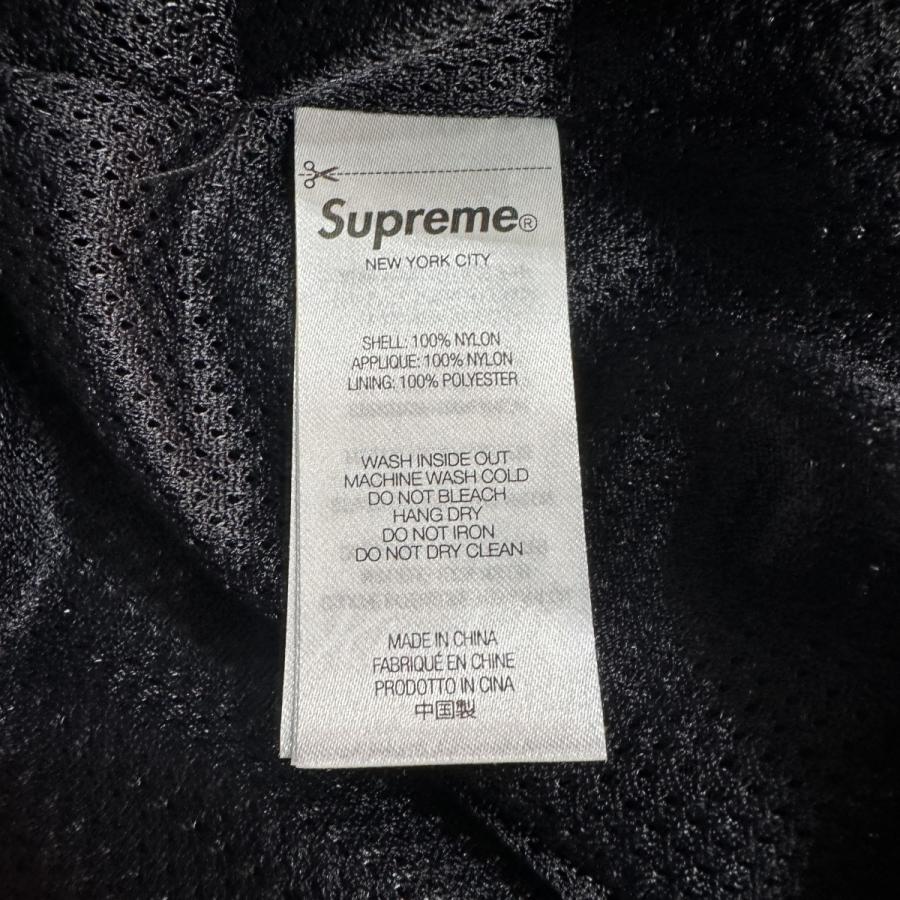 Supreme®
NEW YORK CITY
SHELL: 100% NYLON
APPLIQUE: 100% NYLON
LINING: 100% POLYESTER
WASH INSIDE OUT
MACHINE WASH COLD
DO NOT BLEACH
HANG DRY
DO NOT IRON
DO NOT DRY CLEAN
MADE IN CHINA
FABRIQUÉ EN CHINE
PRODOTTO IN CINA
中国製